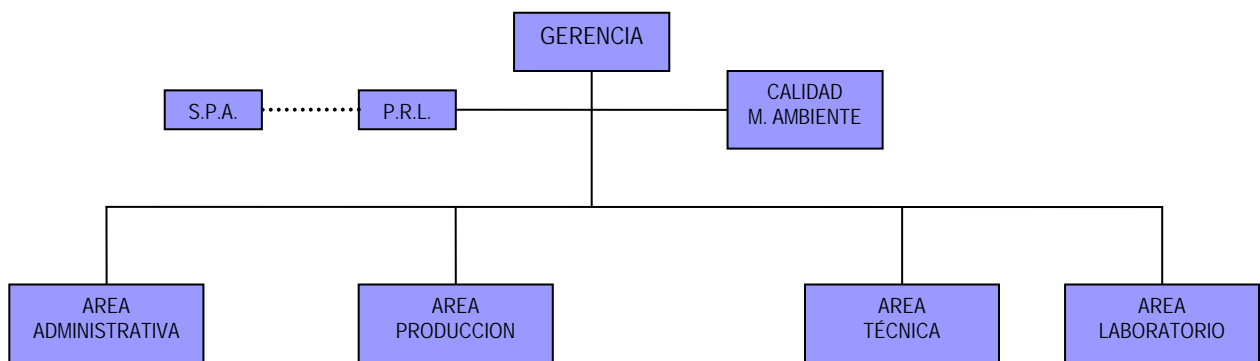 GERENCIA
S.P.A.
P.R.L.
CALIDAD
M. AMBIENTE
AREA
ADMINISTRATIVA
AREA
PRODUCCION
AREA
TÉCNICA
AREA
LABORATORIO